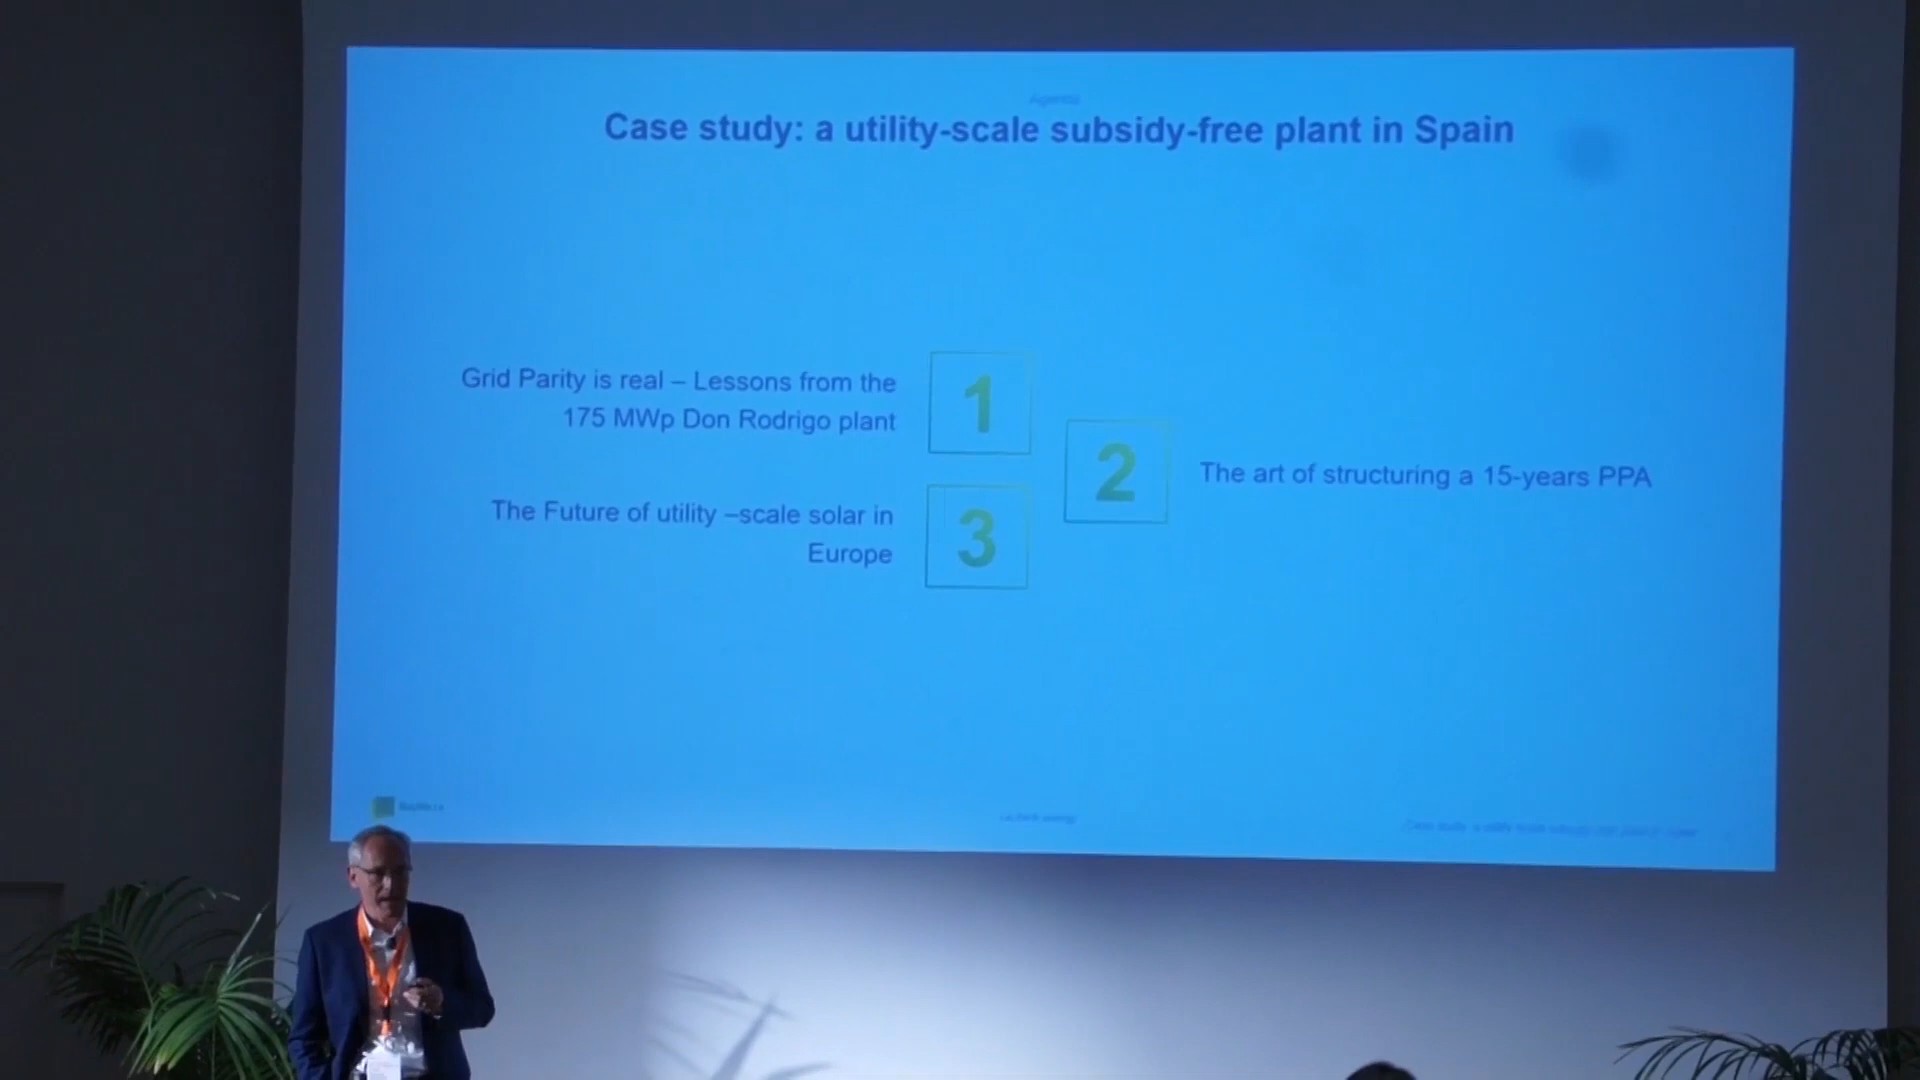 Agenda
Case study: a utility-scale subsidy-free plant in Spain
Grid Parity is real – Lessons from the
175 MWp Don Rodrigo plant
1
2
The art of structuring a 15-years PPA
The Future of utility –scale solar in
Europe
3